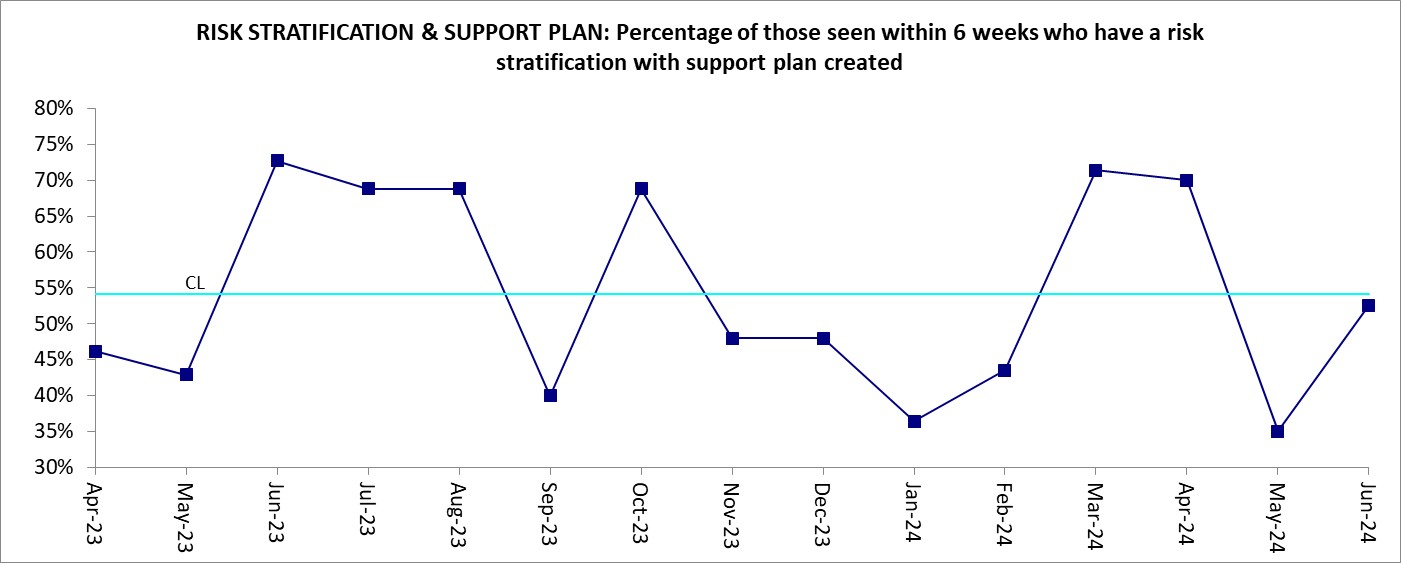 RISK STRATIFICATION & SUPPORT PLAN: Percentage of those seen within 6 weeks who have a risk
stratification with support plan created
80%
75%
70%
65%
60%
55%
50%
45%
40%
35%
30%
CL
Apr-23
May-23
Jun-23
Jul-23
Aug-23
Sep-23
Oct-23
Nov-23
Dec-23
Jan-24
Feb-24
Mar-24
Apr-24
May-24
Jun-24